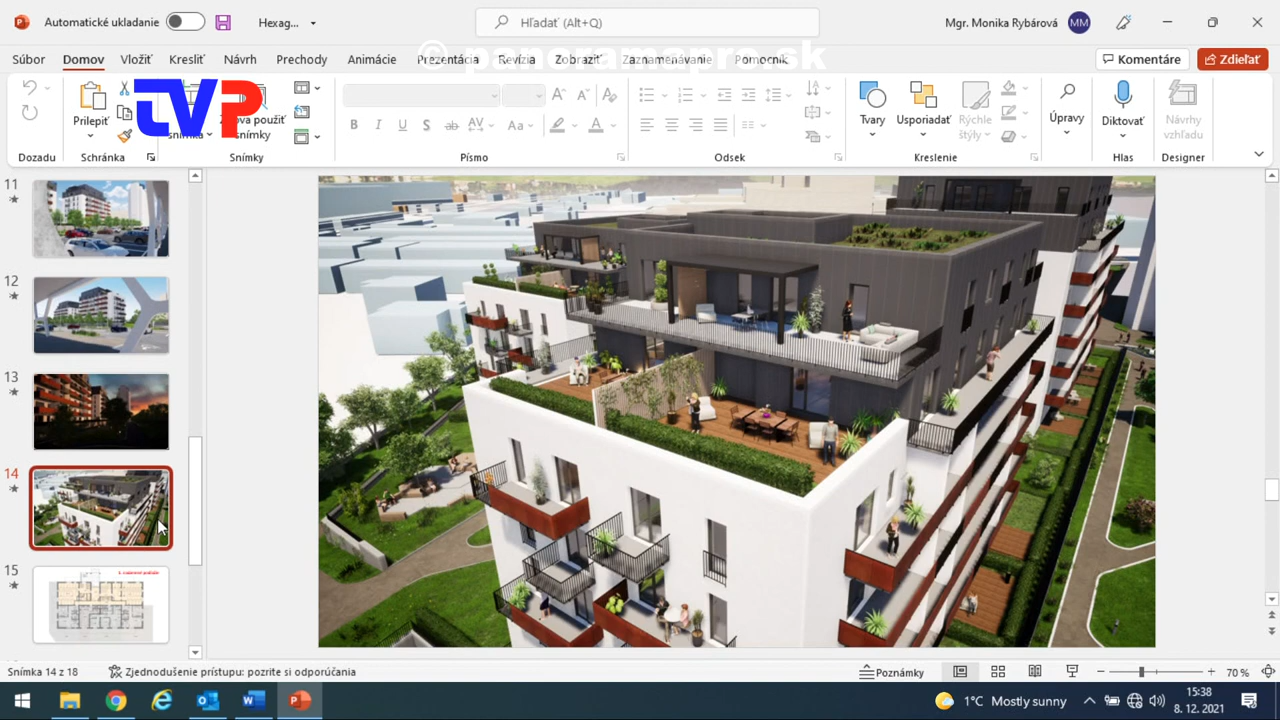 Automatické ukladanie
Hexag...
Hľadať (Alt+Q)
Mgr. Monika Rybárová
MM
© panoramapro.sk
Súbor
Domov
Vložiť
Kresliť
Návrh
Prechody
Animácie
Prezentácia
Revízia
Zobraziť
Zaznamenávanie
Pomocník
Komentáre
Zdieľať
TVP
Prilepiť
snímka
použiť
snímky
Tvary
Usporiadať
Rýchle
štýly
Úpravy
Diktovať
Návrhy
vzhľadu
Dozadu
Schránka
Snímky
Písmo
Odsek
Kreslenie
Hlas
Designer
11
12
13
14
15
Snímka 14 z 18
Zjednodušenie prístupu: pozrite si odporúčania
Poznámky
70 %
1°C Mostly sunny
15:38
8. 12. 2021